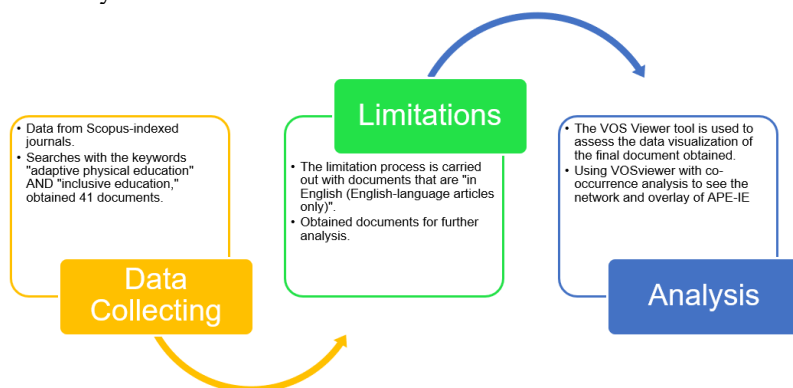 • Data from Scopus-indexed
journals.
• Searches with the keywords
"adaptive physical education"
AND "inclusive education,"
obtained 41 documents.
Data
Collecting
Limitations
• The limitation process is carried
out with documents that are "in
English (English-language articles
only)".
• Obtained documents for further
analysis.
• The VOS Viewer tool is used to
assess the data visualization of
the final document obtained.
• Using VOSviewer with co-
occurrence analysis to see the
network and overlay of APE-IE
Analysis